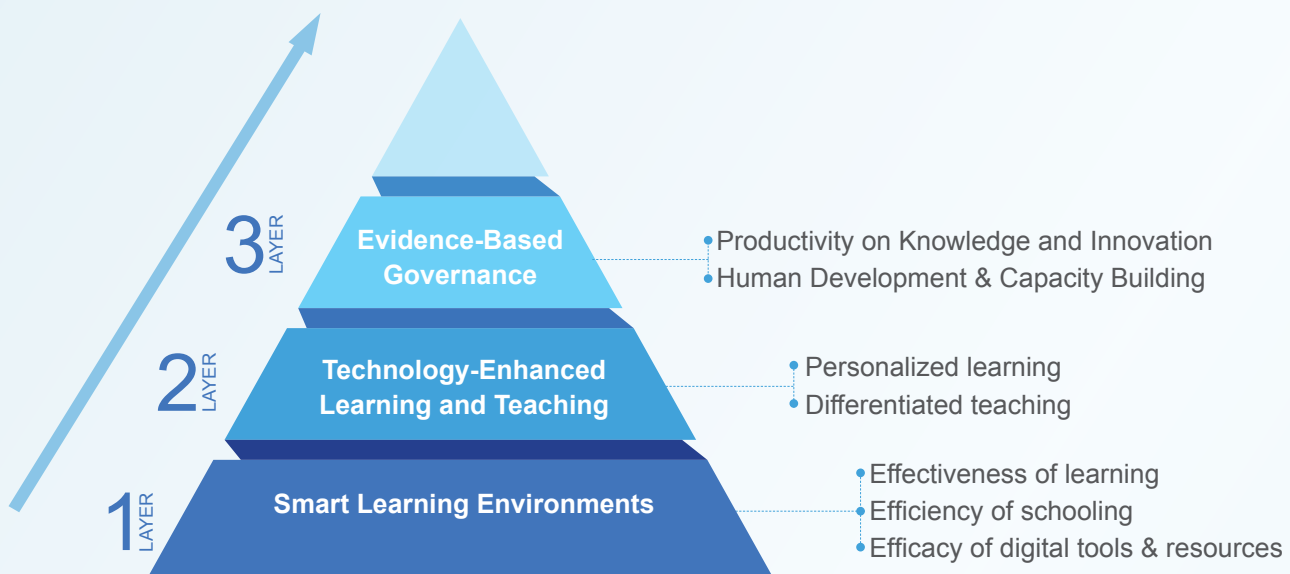 3 LAYER
Evidence-Based
Governance
Productivity on Knowledge and Innovation
Human Development & Capacity Building
2 LAYER
Technology-Enhanced
Learning and Teaching
Personalized learning
Differentiated teaching
1 LAYER
Smart Learning Environments
Effectiveness of learning
Efficiency of schooling
Efficacy of digital tools & resources